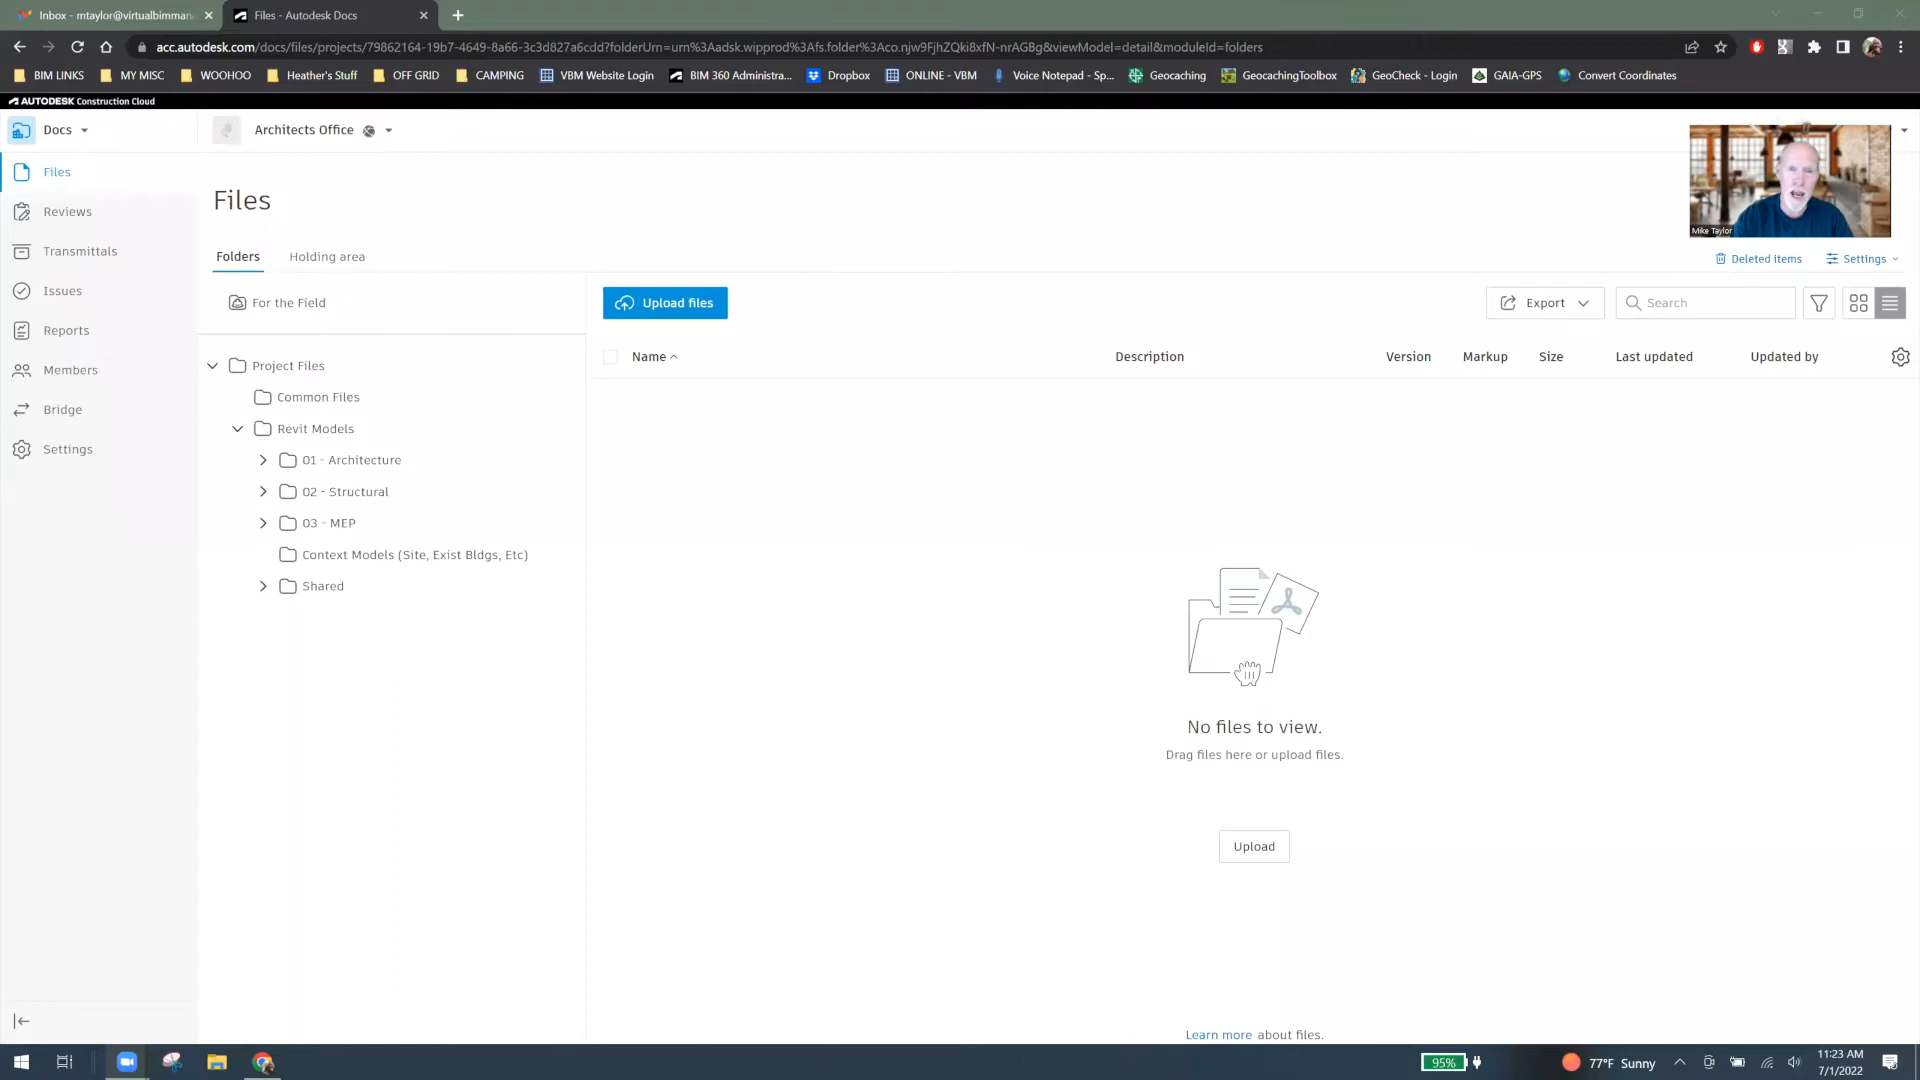 Inbox - mtaylor@virtualbimmana
Files - Autodesk Docs
acc.autodesk.com/docs/files/projects/79862164-19b7-4649-8a66-3c3d827a6cdd?folderUrn=urn%3Aadsk.wipprod%3Afs.folder%3Aco.njw9FjhZQki8xfN-nrAGBg&viewModel=detail&moduleId=folders
BIM LINKS MY MISC WOOHOO Heather's Stuff OFF GRID CAMPING VBM Website Login BIM 360 Administra... Dropbox ONLINE - VBM Voice Notepad - Sp... Geocaching GeocachingToolbox GeoCheck - Login GAIA-GPS Convert Coordinates
AUTODESK Construction Cloud
Docs
Architects Office
Files
Reviews
Transmittals
Issues
Reports
Members
Bridge
Settings
Files
Folders Holding area
Mike Taylor
Deleted items Settings
For the Field
Project Files
Common Files
Revit Models
01 - Architecture
02 - Structural
03 - MEP
Context Models (Site, Exist Bldgs, Etc)
Shared
Upload files
Export
Search
Name Description Version Markup Size Last updated Updated by
No files to view.
Drag files here or upload files.
Upload
Learn more about files.
95%
77°F Sunny
11:23 AM
7/1/2022